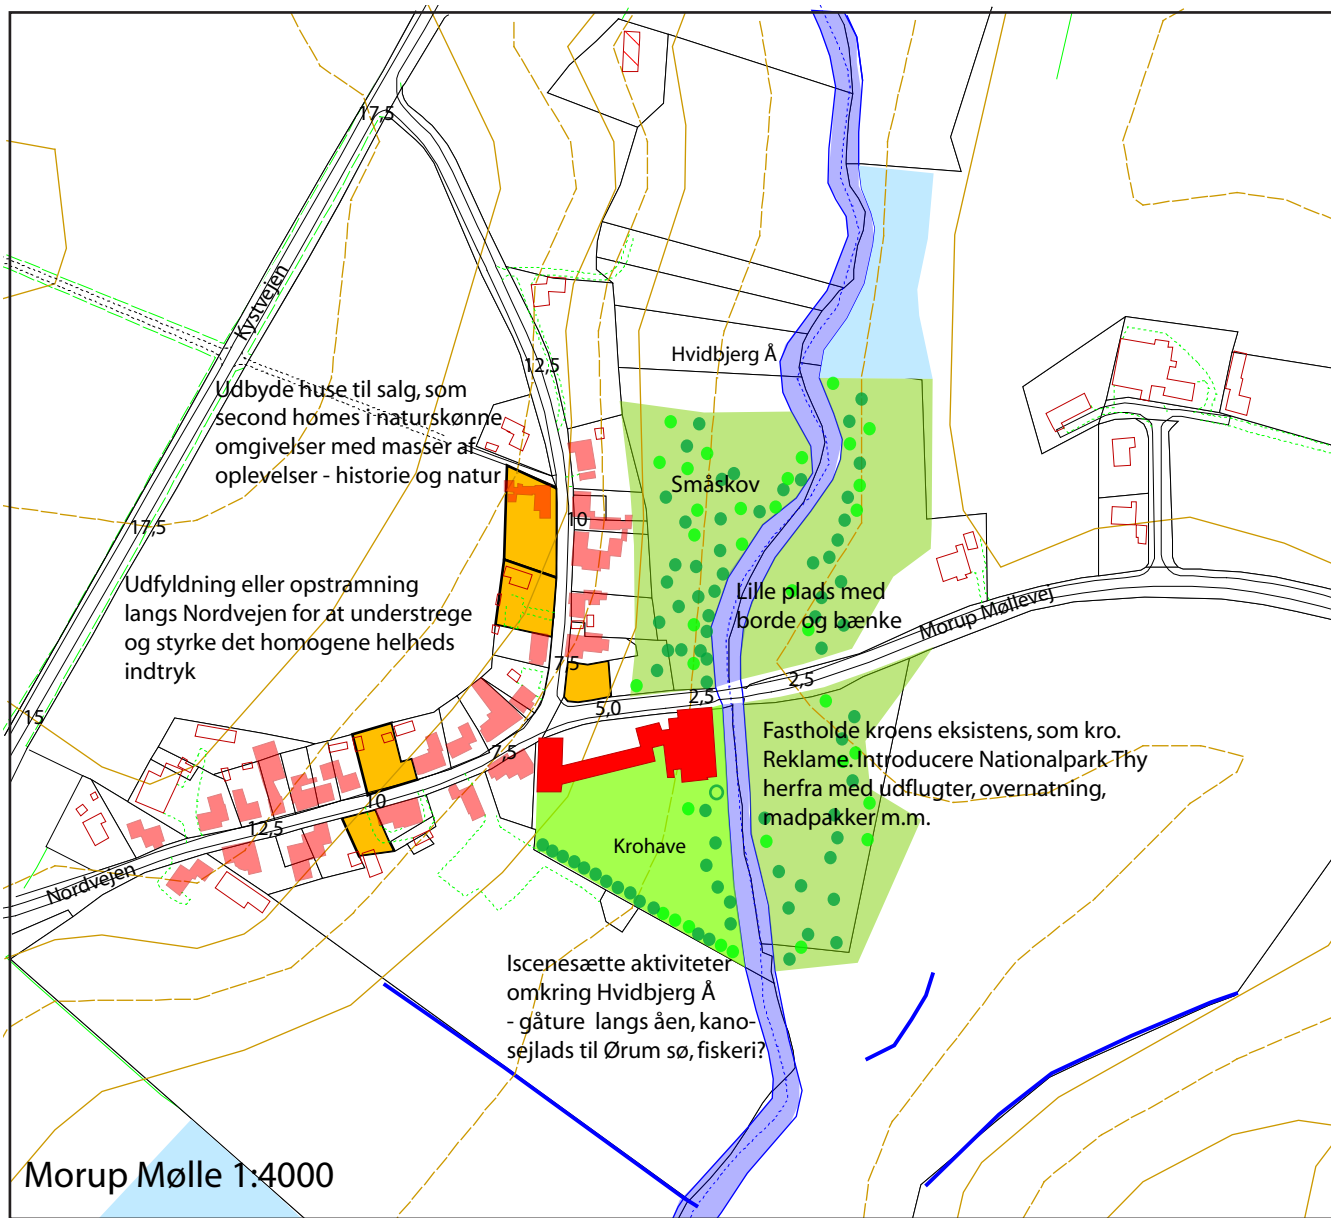 17,5
Kystvejen
Hvidbjerg Å
12,5
Udbyde huse til salg, som
second homes i naturskønne
omgivelser med masser af
oplevelser - historie og natur
Småskov
10
17,5
Udfyldning eller opstramning
langs Nordvejen for at understrege
og styrke det homogene helheds
indtryk
Lille plads med
borde og bænke
Morup Møllevej
7,5
2,5
2,5
5,0
15
7,5
Fastholde kroens eksistens, som kro.
Reklame. Introducere Nationalpark Thy
herfra med udflugter, overnatning,
madpakker m.m.
10
12,5
Krohave
Nordvejen
Iscenesætte aktiviteter
omkring Hvidbjerg Å
- gåture langs åen, kano-
sejlads til Ørum sø, fiskeri?
Morup Mølle 1:4000